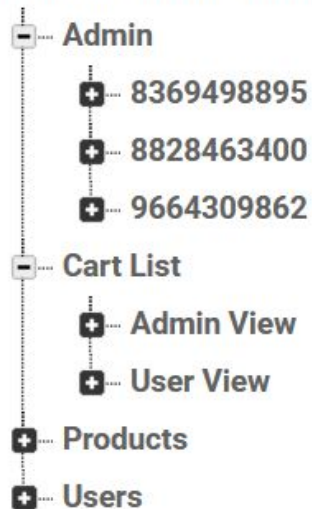 Admin
8369498895
8828463400
9664309862
Cart List
Admin View
User View
Products
Users